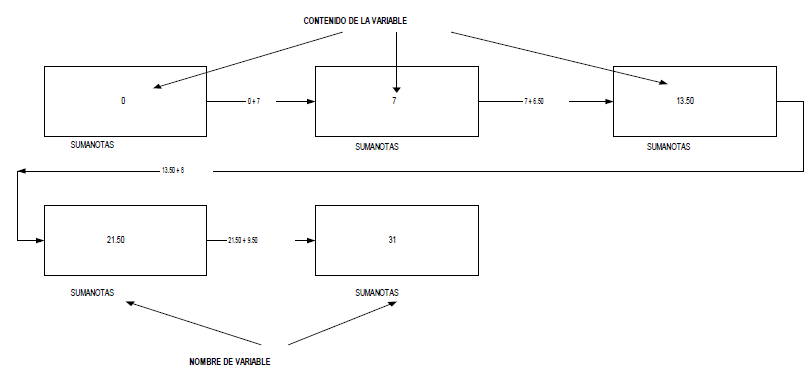 CONTENIDO DE LA VARIABLE
0
0 + 7
7
7 + 6.50
13.50
SUMANOTAS
SUMANOTAS
SUMANOTAS
13.50 + 8
21.50
21.50 + 9.50
31
SUMANOTAS
SUMANOTAS
NOMBRE DE VARIABLE